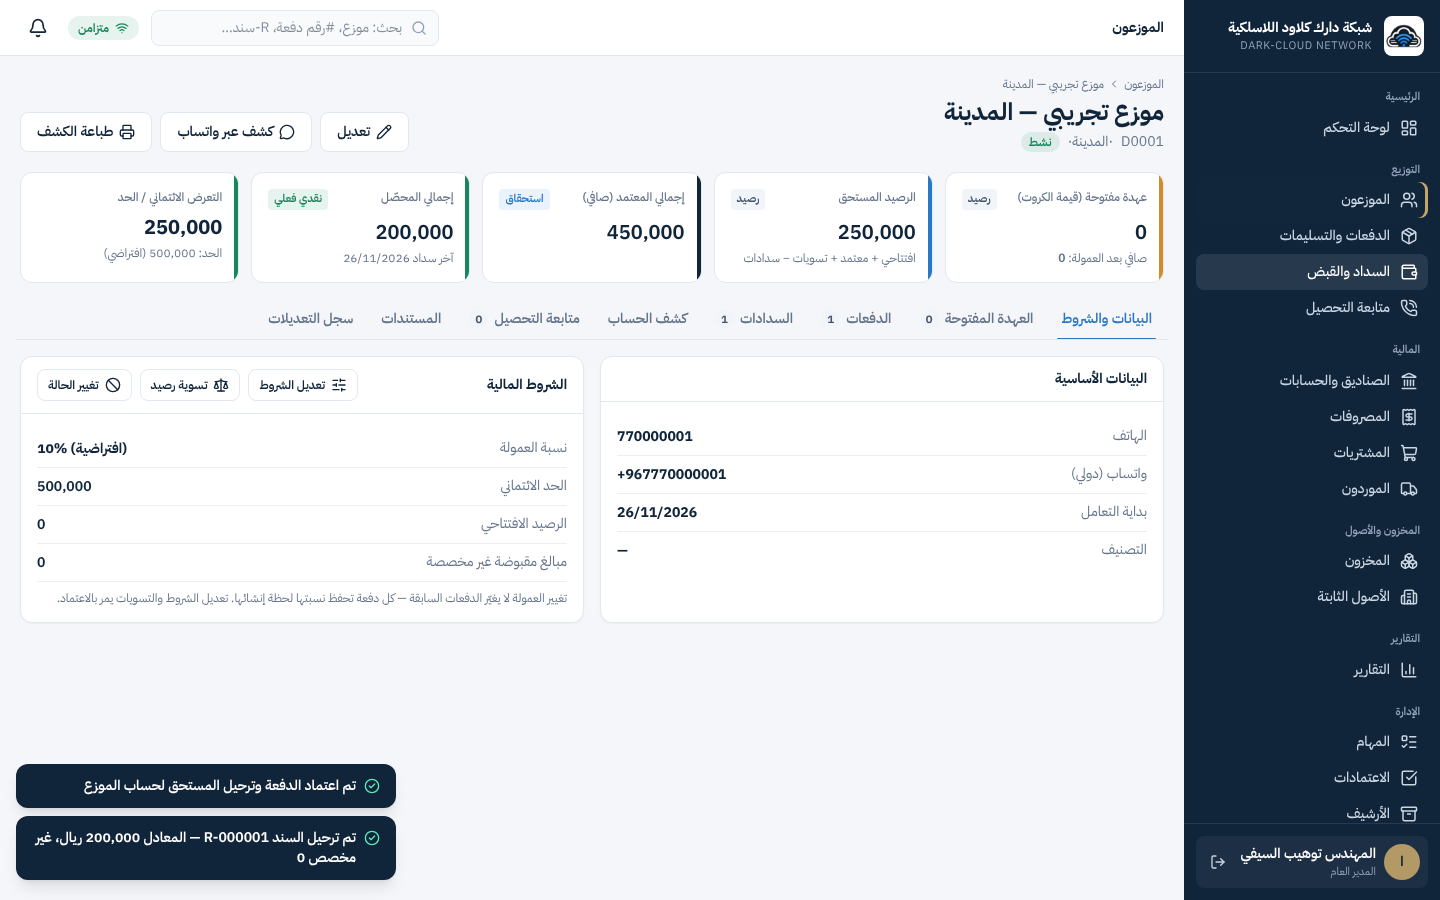 شبكة دارك كلاود اللاسلكية
DARK-CLOUD NETWORK
الرئيسية
لوحة التحكم
التوزيع
الموزعون
الدفعات والتسليمات
السداد والقبض
متابعة التحصيل
المالية
الصناديق والحسابات
المصروفات
المشتريات
الموردون
المخزون والأصول
المخزون
الأصول الثابتة
التقارير
التقارير
الإدارة
المهام
الاعتمادات
الأرشيف
ا
المهندس توهيب السيفي
المدير العام
الموزعون
بحث: موزع، #رقم دفعة، R-سند...
متزامن
الموزعون › موزع تجريبي — المدينة
موزع تجريبي — المدينة
D0001 ·المدينة· نشط
تعديل
كشف عبر واتساب
طباعة الكشف
عهدة مفتوحة (قيمة الكروت) رصيد
0
صافي بعد العمولة: 0
الرصيد المستحق رصيد
250,000
افتتاحي + معتمد + تسويات − سدادات
إجمالي المعتمد (صافي) استحقاق
450,000
إجمالي المحصّل نقدي فعلي
200,000
آخر سداد 26/11/2026
التعرض الائتماني / الحد
250,000
الحد: 500,000 (افتراضي)
البيانات والشروط
العهدة المفتوحة 0
الدفعات 1
السدادات 1
كشف الحساب
متابعة التحصيل 0
المستندات
سجل التعديلات
البيانات الأساسية
الهاتف 770000001
واتساب (دولي) +967770000001
بداية التعامل 26/11/2026
التصنيف —
الشروط المالية
تعديل الشروط
تسوية رصيد
تغيير الحالة
نسبة العمولة 10% (افتراضية)
الحد الائتماني 500,000
الرصيد الافتتاحي 0
مبالغ مقبوضة غير مخصصة 0
تغيير العمولة لا يغيّر الدفعات السابقة — كل دفعة تحفظ نسبتها لحظة إنشائها. تعديل الشروط والتسويات يمر بالاعتماد.
تم اعتماد الدفعة وترحيل المستحق لحساب الموزع
تم ترحيل السند R-000001 — المعادل 200,000 ريال، غير
مخصص 0